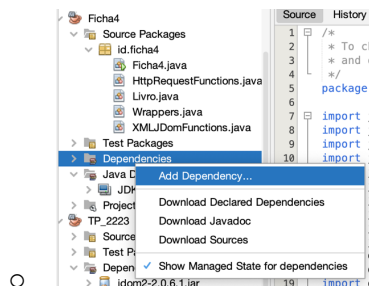 Ficha4
Source Packages
id.ficha4
Ficha4.java
HttpRequestFunctions.java
Livro.java
Wrappers.java
XMLJDomFunctions.java
Test Packages
Dependencies
Java D
JDK
Project
TP_2223
Source
Test Pa
Depen
jdom2-2.0.6.1.jar
Add Dependency...
Download Declared Dependencies
Download Javadoc
Download Sources
✓ Show Managed State for dependencies
Source History
1 /*
2 * To c
3 * and
4 */
5 package
6
7 import
8 import
9 import
10 import
19 import